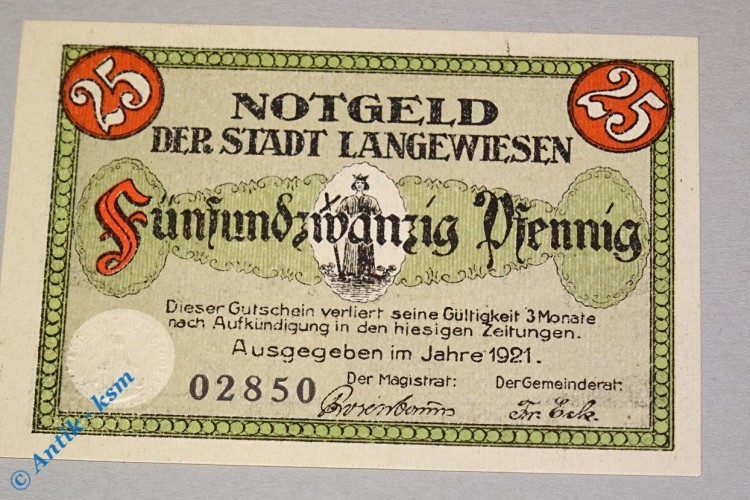 25 25
NOTGELD
DER STADT LANGEWIESEN
Fünfundzwanzig Pfennig
Dieser Gutschein verliert seine Gültigkeit 3 Monate
nach Aufkündigung in den hiesigen Zeitungen.
Ausgegeben im Jahre 1921.
02850 Der Magistrat: Der Gemeinderat:
Rosenbaum Fr. Eck.
© Antik - ksm